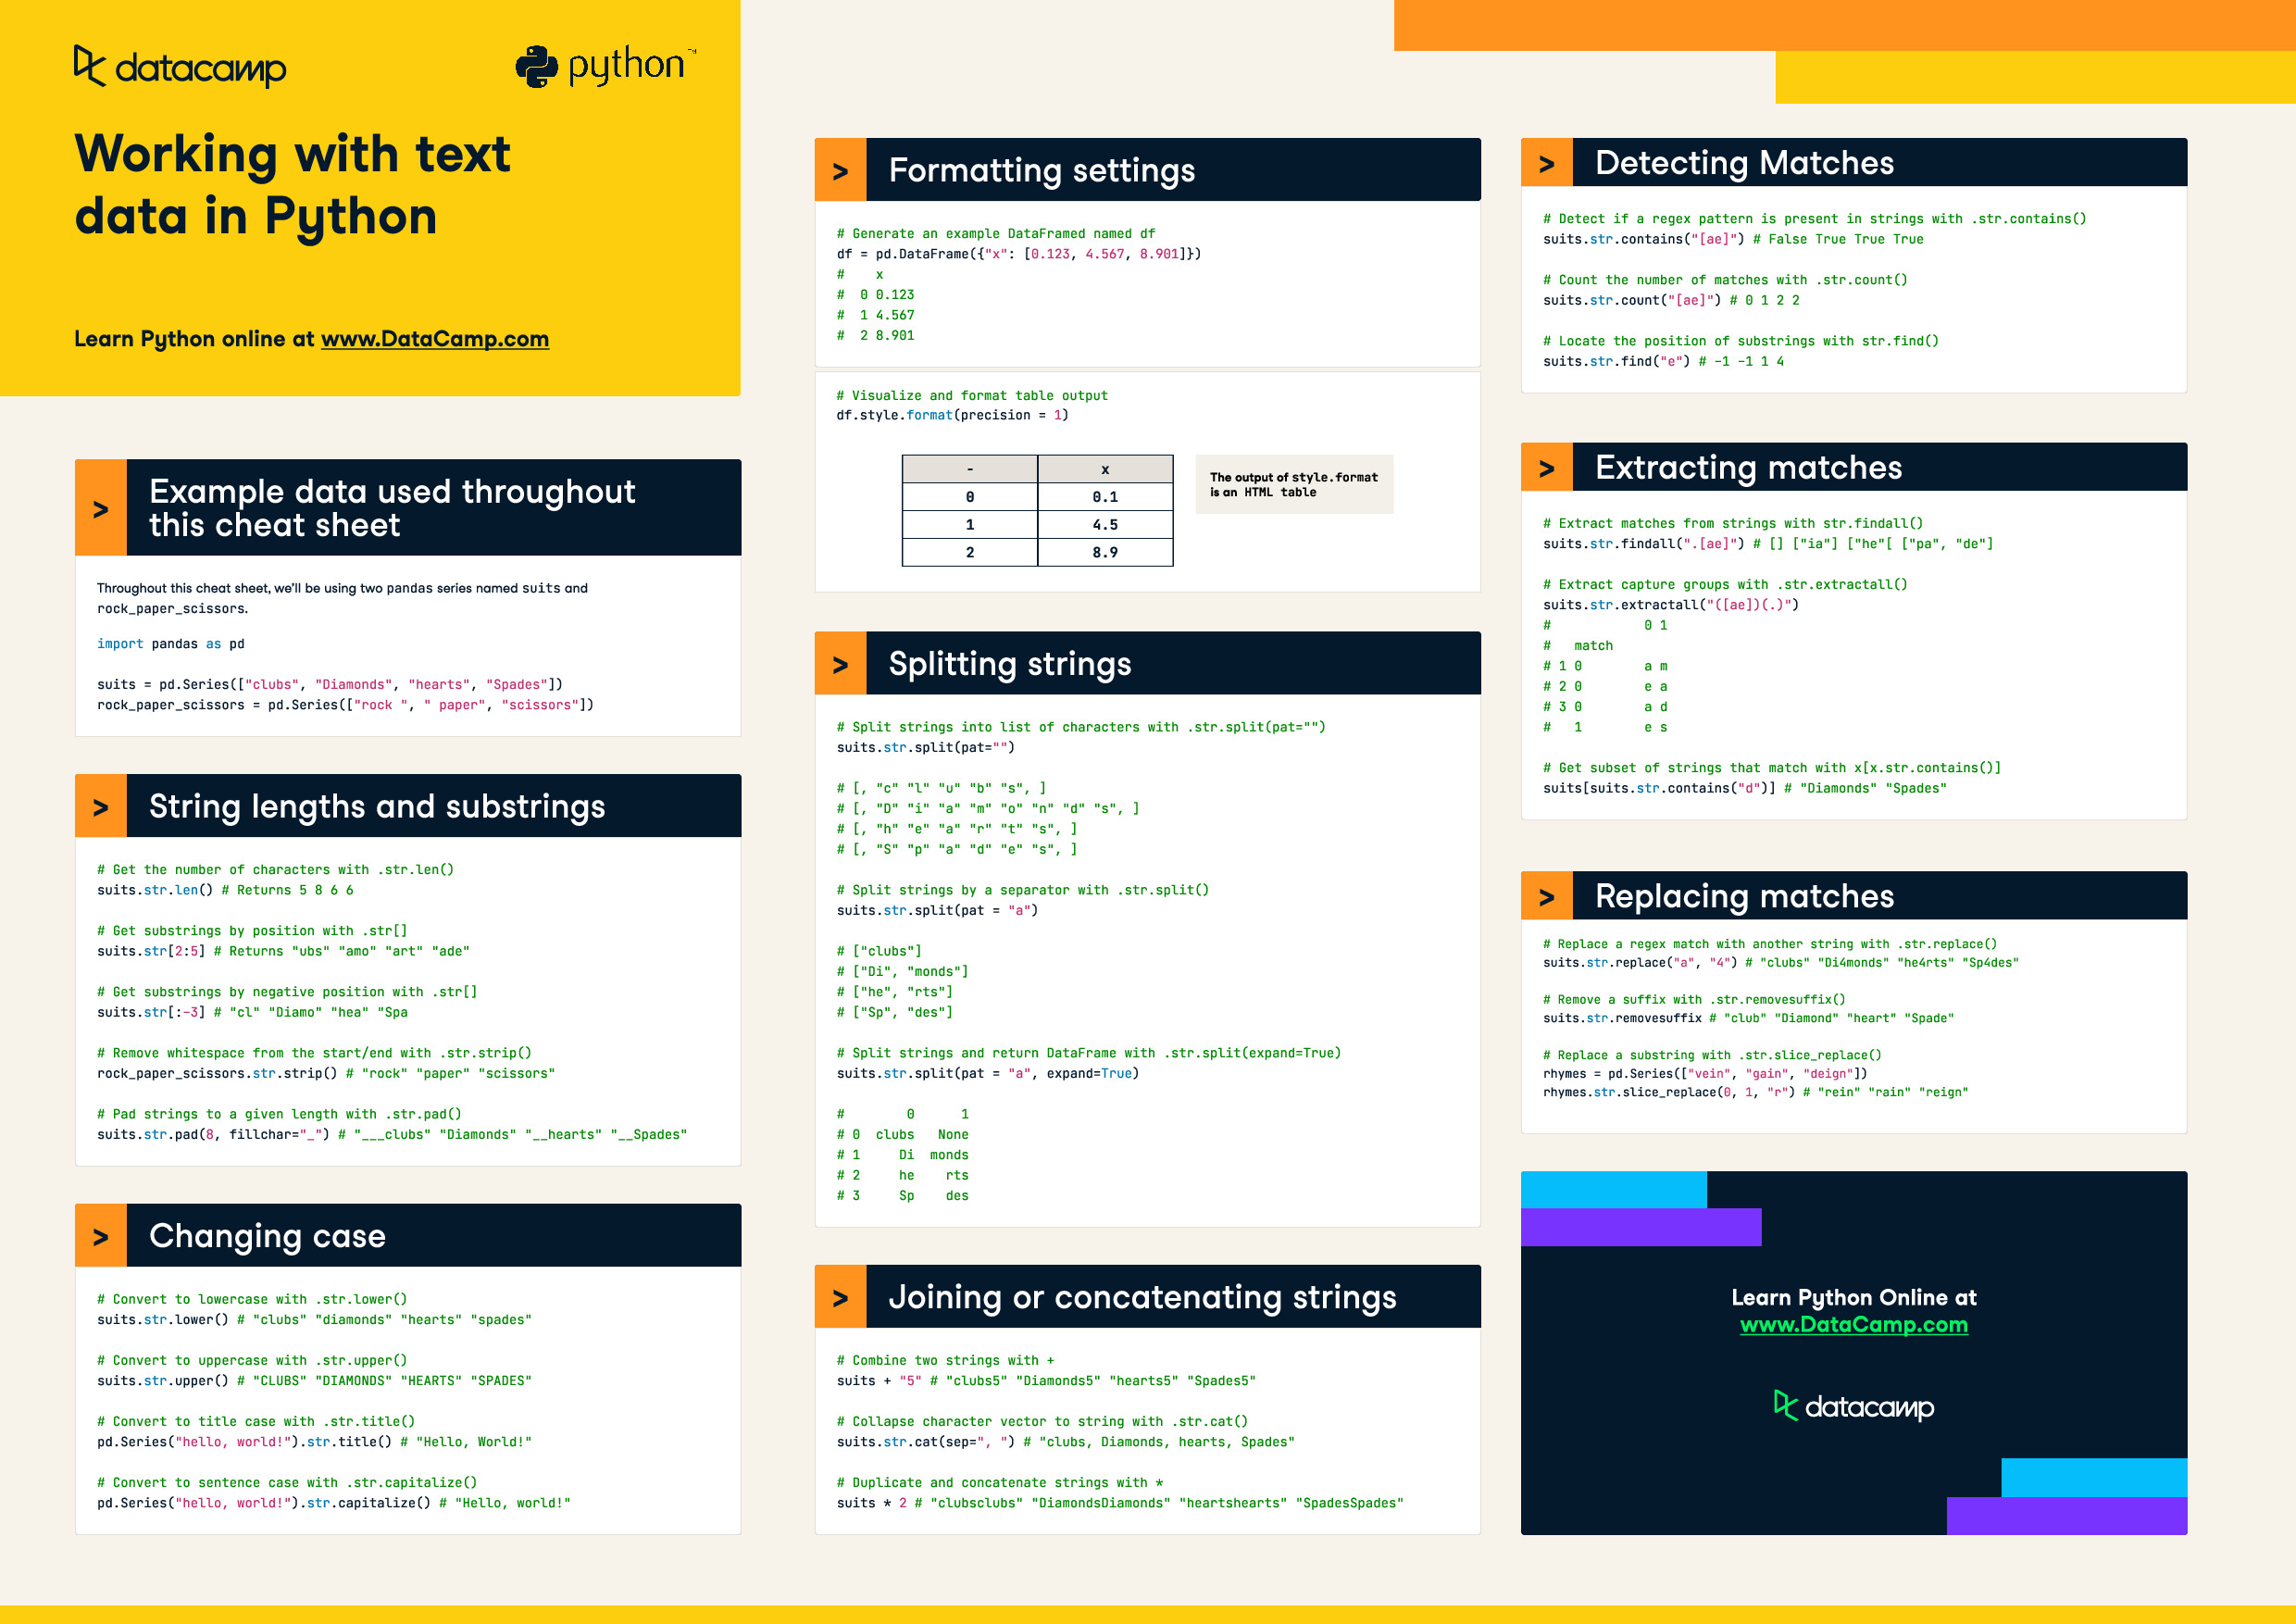 datacamp
python™
Working with text
data in Python
Learn Python online at www.DataCamp.com
> Example data used throughout
this cheat sheet
Throughout this cheat sheet, we'll be using two pandas series named suits and
rock_paper_scissors.
import pandas as pd
suits = pd.Series(["clubs", "Diamonds", "hearts", "Spades"])
rock_paper_scissors = pd.Series(["rock ", " paper", "scissors"])
> String lengths and substrings
# Get the number of characters with .str.len()
suits.str.len() # Returns 5 8 6 6
# Get substrings by position with .str[]
suits.str[2:5] # Returns "ubs" "amo" "art" "ade"
# Get substrings by negative position with .str[]
suits.str[:-3] # "cl" "Diamo" "hea" "Spa
# Remove whitespace from the start/end with .str.strip()
rock_paper_scissors.str.strip() # "rock" "paper" "scissors"
# Pad strings to a given length with .str.pad()
suits.str.pad(8, fillchar="_") # "___clubs" "Diamonds" "__hearts" "__Spades"
> Changing case
# Convert to lowercase with .str.lower()
suits.str.lower() # "clubs" "diamonds" "hearts" "spades"
# Convert to uppercase with .str.upper()
suits.str.upper() # "CLUBS" "DIAMONDS" "HEARTS" "SPADES"
# Convert to title case with .str.title()
pd.Series("hello, world!").str.title() # "Hello, World!"
# Convert to sentence case with .str.capitalize()
pd.Series("hello, world!").str.capitalize() # "Hello, world!"
> Formatting settings
# Generate an example DataFramed named df
df = pd.DataFrame({"x": [0.123, 4.567, 8.901]})
#    x
#  0 0.123
#  1 4.567
#  2 8.901
# Visualize and format table output
df.style.format(precision = 1)
- x
0 0.1
1 4.5
2 8.9
The output of style.format
is an HTML table
> Splitting strings
# Split strings into list of characters with .str.split(pat="")
suits.str.split(pat="")
# [, "c" "l" "u" "b" "s", ]
# [, "D" "i" "a" "m" "o" "n" "d" "s", ]
# [, "h" "e" "a" "r" "t" "s", ]
# [, "S" "p" "a" "d" "e" "s", ]
# Split strings by a separator with .str.split()
suits.str.split(pat = "a")
# ["clubs"]
# ["Di", "monds"]
# ["he", "rts"]
# ["Sp", "des"]
# Split strings and return DataFrame with .str.split(expand=True)
suits.str.split(pat = "a", expand=True)
#        0      1
# 0  clubs   None
# 1     Di  monds
# 2     he    rts
# 3     Sp    des
> Joining or concatenating strings
# Combine two strings with +
suits + "5" # "clubs5" "Diamonds5" "hearts5" "Spades5"
# Collapse character vector to string with .str.cat()
suits.str.cat(sep=", ") # "clubs, Diamonds, hearts, Spades"
# Duplicate and concatenate strings with *
suits * 2 # "clubsclubs" "DiamondsDiamonds" "heartshearts" "SpadesSpades"
> Detecting Matches
# Detect if a regex pattern is present in strings with .str.contains()
suits.str.contains("[ae]") # False True True True
# Count the number of matches with .str.count()
suits.str.count("[ae]") # 0 1 2 2
# Locate the position of substrings with str.find()
suits.str.find("e") # -1 -1 1 4
> Extracting matches
# Extract matches from strings with str.findall()
suits.str.findall(".[ae]") # [] ["ia"] ["he"[ ["pa", "de"]
# Extract capture groups with .str.extractall()
suits.str.extractall("([ae])(.)")
#            0 1
#   match
# 1 0        a m
# 2 0        e a
# 3 0        a d
#   1        e s
# Get subset of strings that match with x[x.str.contains()]
suits[suits.str.contains("d")] # "Diamonds" "Spades"
> Replacing matches
# Replace a regex match with another string with .str.replace()
suits.str.replace("a", "4") # "clubs" "Di4monds" "he4rts" "Sp4des"
# Remove a suffix with .str.removesuffix()
suits.str.removesuffix # "club" "Diamond" "heart" "Spade"
# Replace a substring with .str.slice_replace()
rhymes = pd.Series(["vein", "gain", "deign"])
rhymes.str.slice_replace(0, 1, "r") # "rein" "rain" "reign"
Learn Python Online at
www.DataCamp.com
datacamp